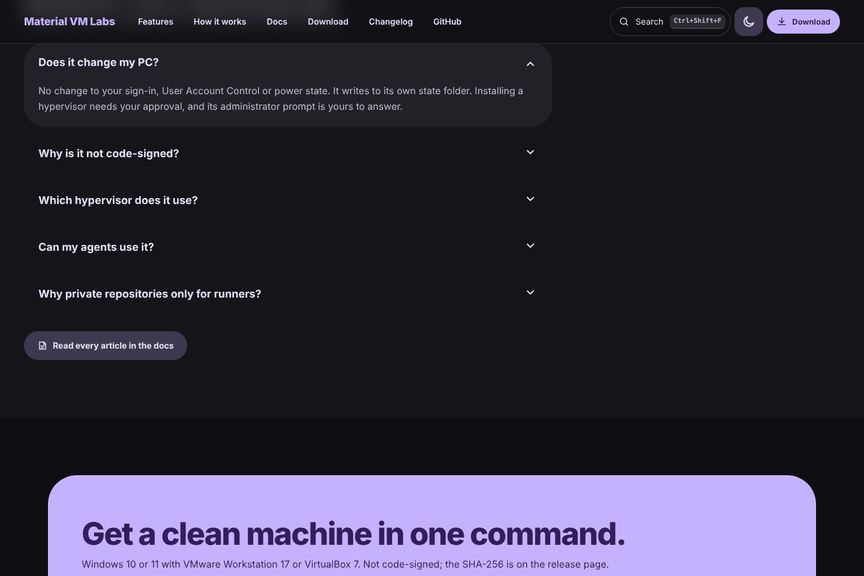 Material VM Labs
Features
How it works
Docs
Download
Changelog
GitHub
Search Ctrl+Shift+F
Download
Does it change my PC?
No change to your sign-in, User Account Control or power state. It writes to its own state folder. Installing a
hypervisor needs your approval, and its administrator prompt is yours to answer.
Why is it not code-signed?
Which hypervisor does it use?
Can my agents use it?
Why private repositories only for runners?
Read every article in the docs
Get a clean machine in one command.
Windows 10 or 11 with VMware Workstation 17 or VirtualBox 7. Not code-signed; the SHA-256 is on the release page.